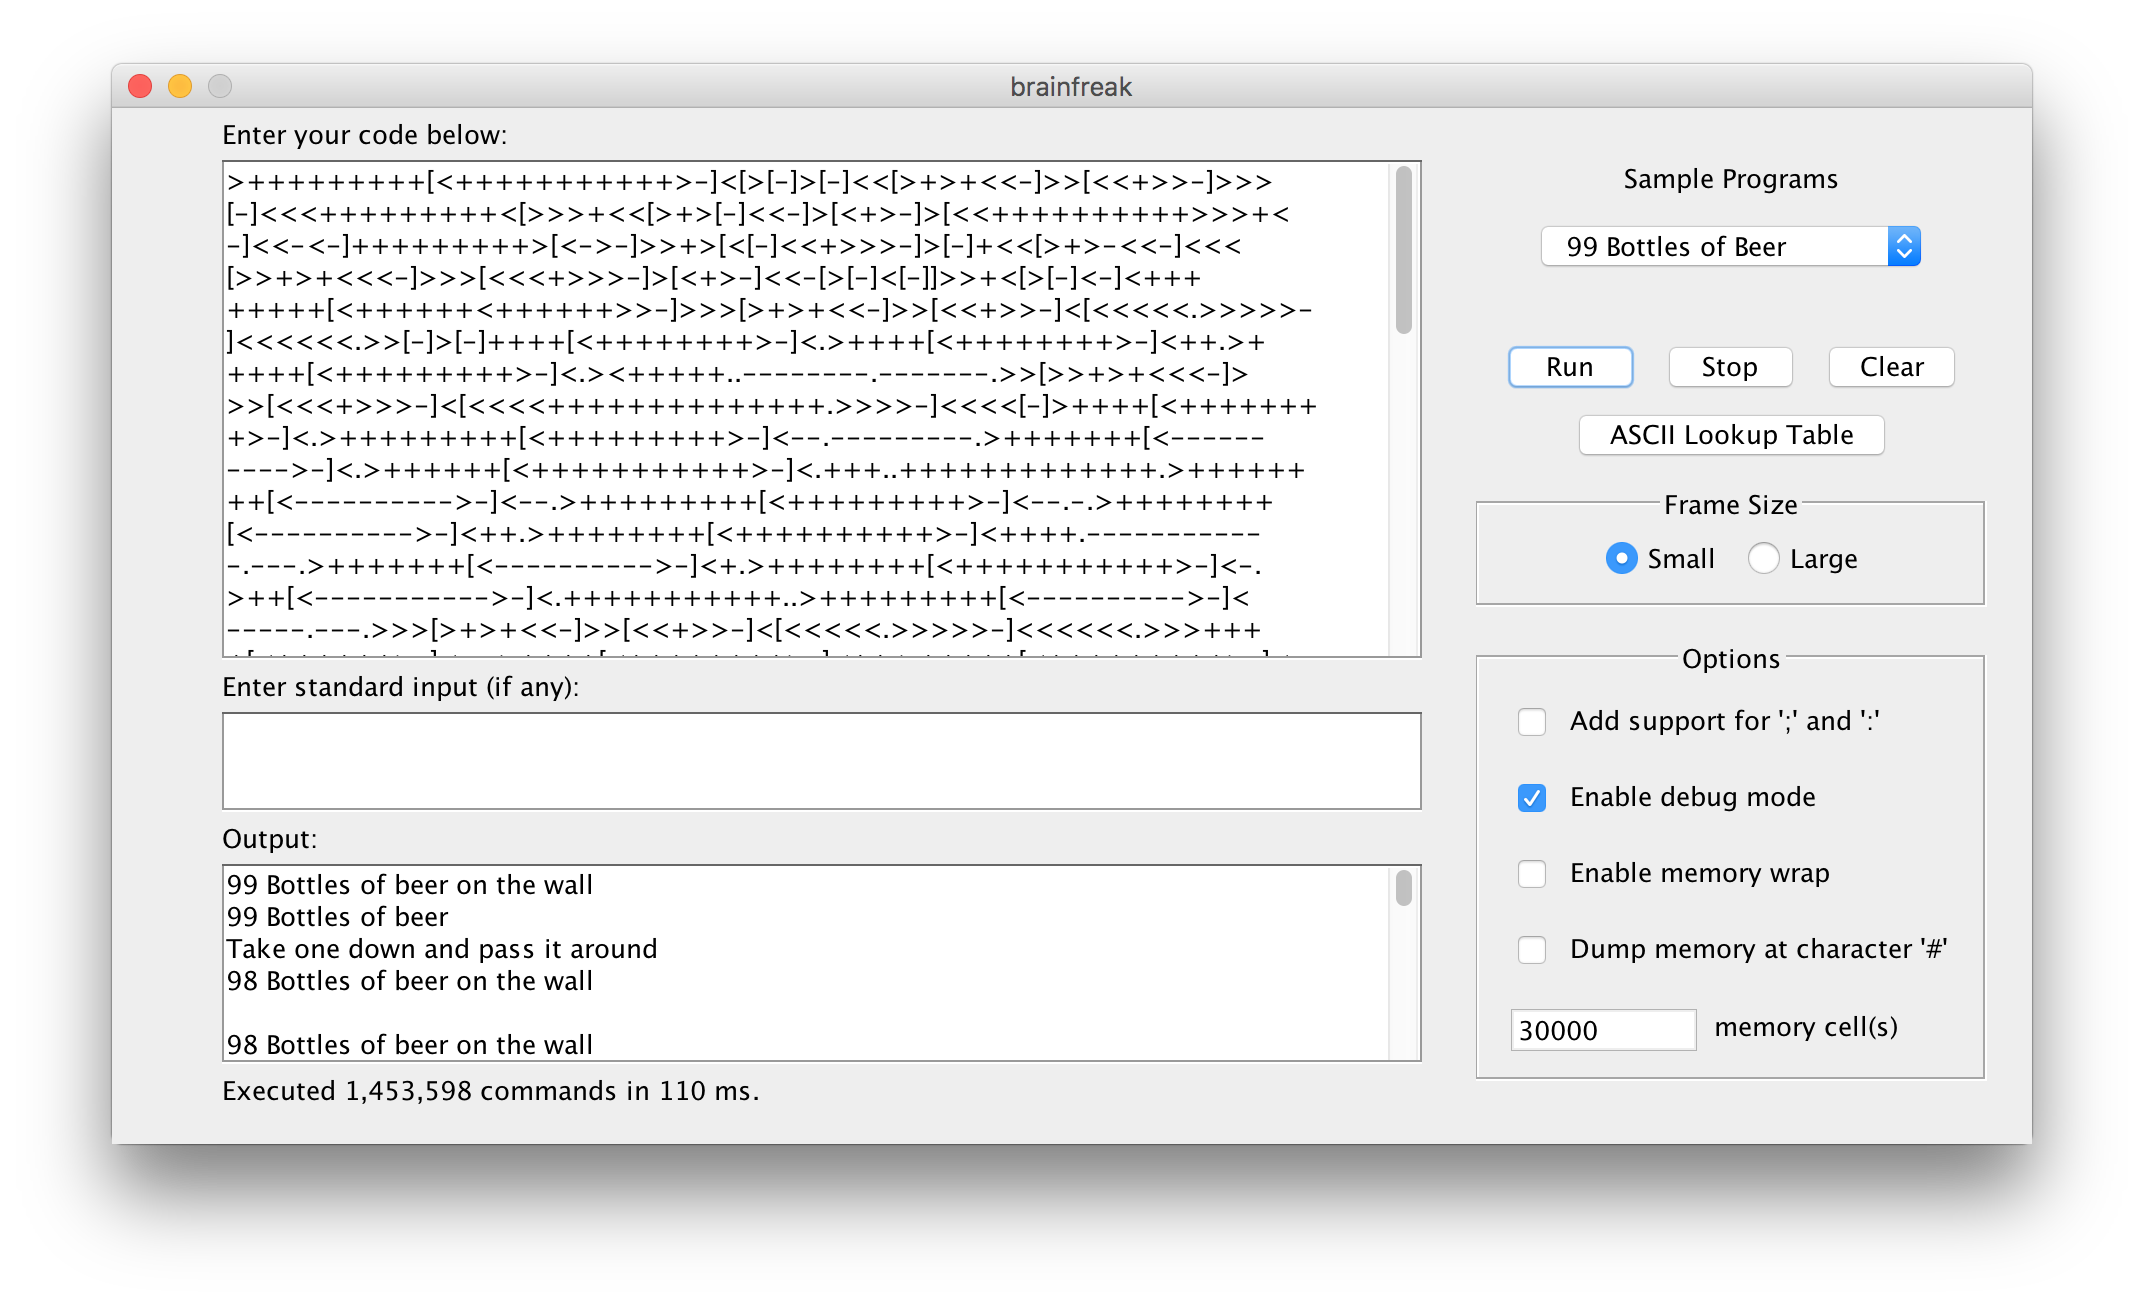 brainfreak
Enter your code below:
>+++++++++[<+++++++++++>-]<[>[-]>[-]<<[>+>+<<-]>>[<<+>>-]>>>
[-]<<<+++++++++<[>>>+<<[>+>[-]<<-]>[<+>-]>[<<++++++++++>>>+<
-]<<-<-]+++++++++>[<->-]>>+>[<[-]<<+>>>-]>[-]+<<[>+>-<<-]<<<
[>>+>+<<<-]>>>[<<<+>>>-]>[<+>-]<<-[>[-]<[-]]>>+<[>[-]<-]<+++
+++++[<++++++<++++++>>-]>>>[>+>+<<-]>>[<<+>>-]<[<<<<<.>>>>>-
]<<<<<<.>>[-]>[-]++++[<++++++++>-]<.>++++[<++++++++>-]<++.>+
++++[<+++++++++>-]<.><+++++..--------.-------.>>[>>+>+<<<-]>
>>[<<<+>>>-]<[<<<<++++++++++++++.>>>>-]<<<<[-]>++++[<+++++++
+>-]<.>+++++++++[<+++++++++>-]<--.---------.>+++++++[<------
---->-]<.>++++++[<+++++++++++>-]<.+++..+++++++++++++.>++++++
++[<---------->-]<--.>+++++++++[<+++++++++>-]<--.-.>++++++++
[<---------->-]<++.>++++++++[<++++++++++>-]<++++.-----------
-.---.>+++++++[<---------->-]<+.>++++++++[<+++++++++++>-]<-.
>++[<----------->-]<.+++++++++++..>+++++++++[<---------->-]<
-----.---.>>>[>+>+<<-]>>[<<+>>-]<[<<<<<.>>>>>-]<<<<<<.>>>+++
Enter standard input (if any):
Output:
99 Bottles of beer on the wall
99 Bottles of beer
Take one down and pass it around
98 Bottles of beer on the wall
98 Bottles of beer on the wall
Executed 1,453,598 commands in 110 ms.
Sample Programs
99 Bottles of Beer
Run Stop Clear
ASCII Lookup Table
Frame Size
Small Large
Options
Add support for ';' and ':'
Enable debug mode
Enable memory wrap
Dump memory at character '#'
30000 memory cell(s)